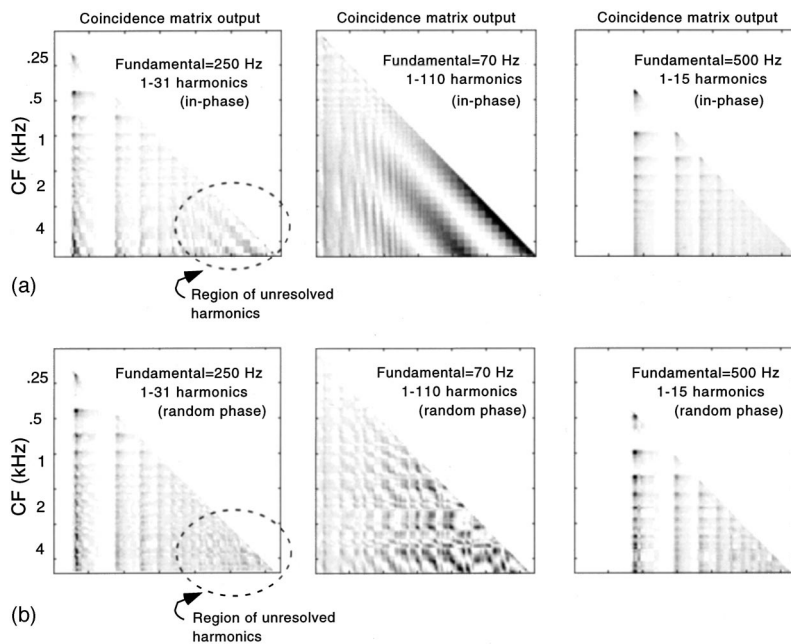 Coincidence matrix output
Coincidence matrix output
Coincidence matrix output
Fundamental=250 Hz
1-31 harmonics
(in-phase)
Fundamental=70 Hz
1-110 harmonics
(in-phase)
Fundamental=500 Hz
1-15 harmonics
(in-phase)
CF (kHz)
.25
.5
1
2
4
(a)
Region of unresolved
harmonics
Fundamental=250 Hz
1-31 harmonics
(random phase)
Fundamental=70 Hz
1-110 harmonics
(random phase)
Fundamental=500 Hz
1-15 harmonics
(random phase)
CF (kHz)
.25
.5
1
2
4
(b)
Region of unresolved
harmonics